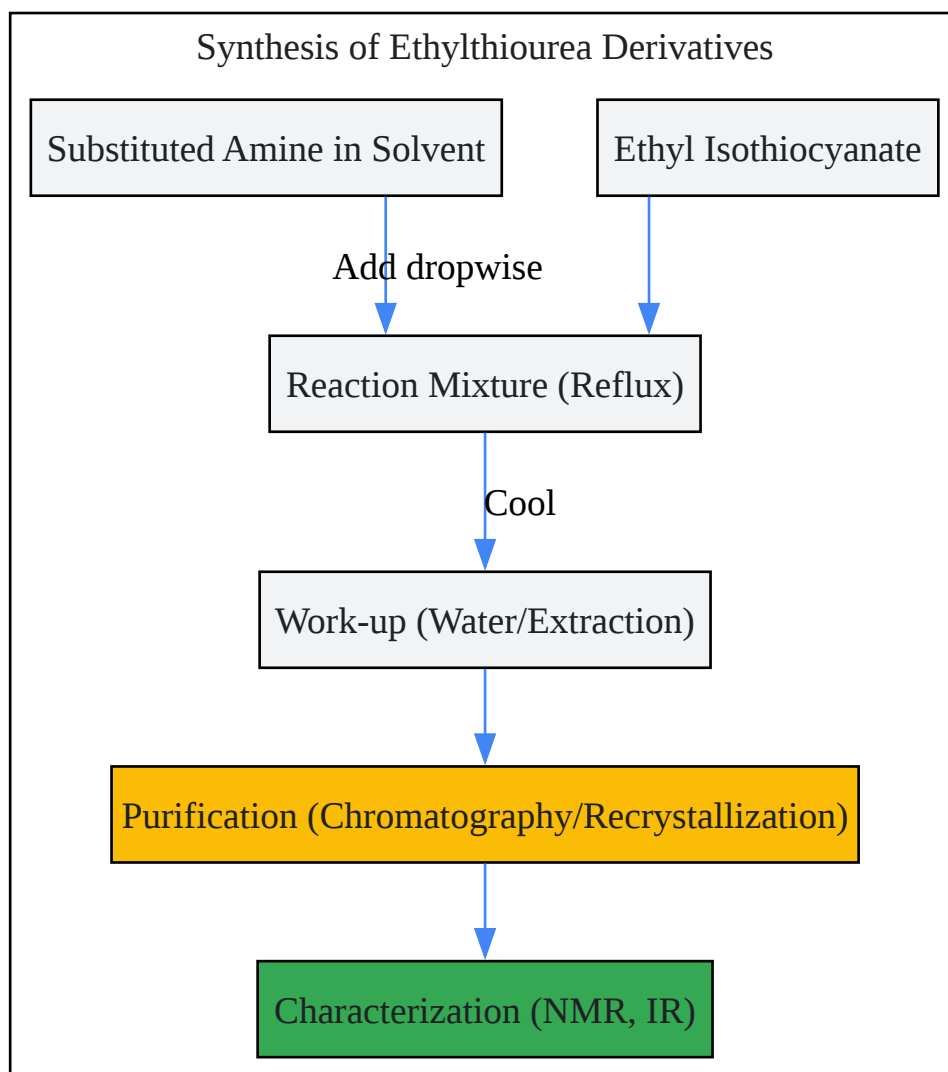 Synthesis of Ethylthiourea Derivatives
Substituted Amine in Solvent
Ethyl Isothiocyanate
Add dropwise
Reaction Mixture (Reflux)
Cool
Work-up (Water/Extraction)
Purification (Chromatography/Recrystallization)
Characterization (NMR, IR)